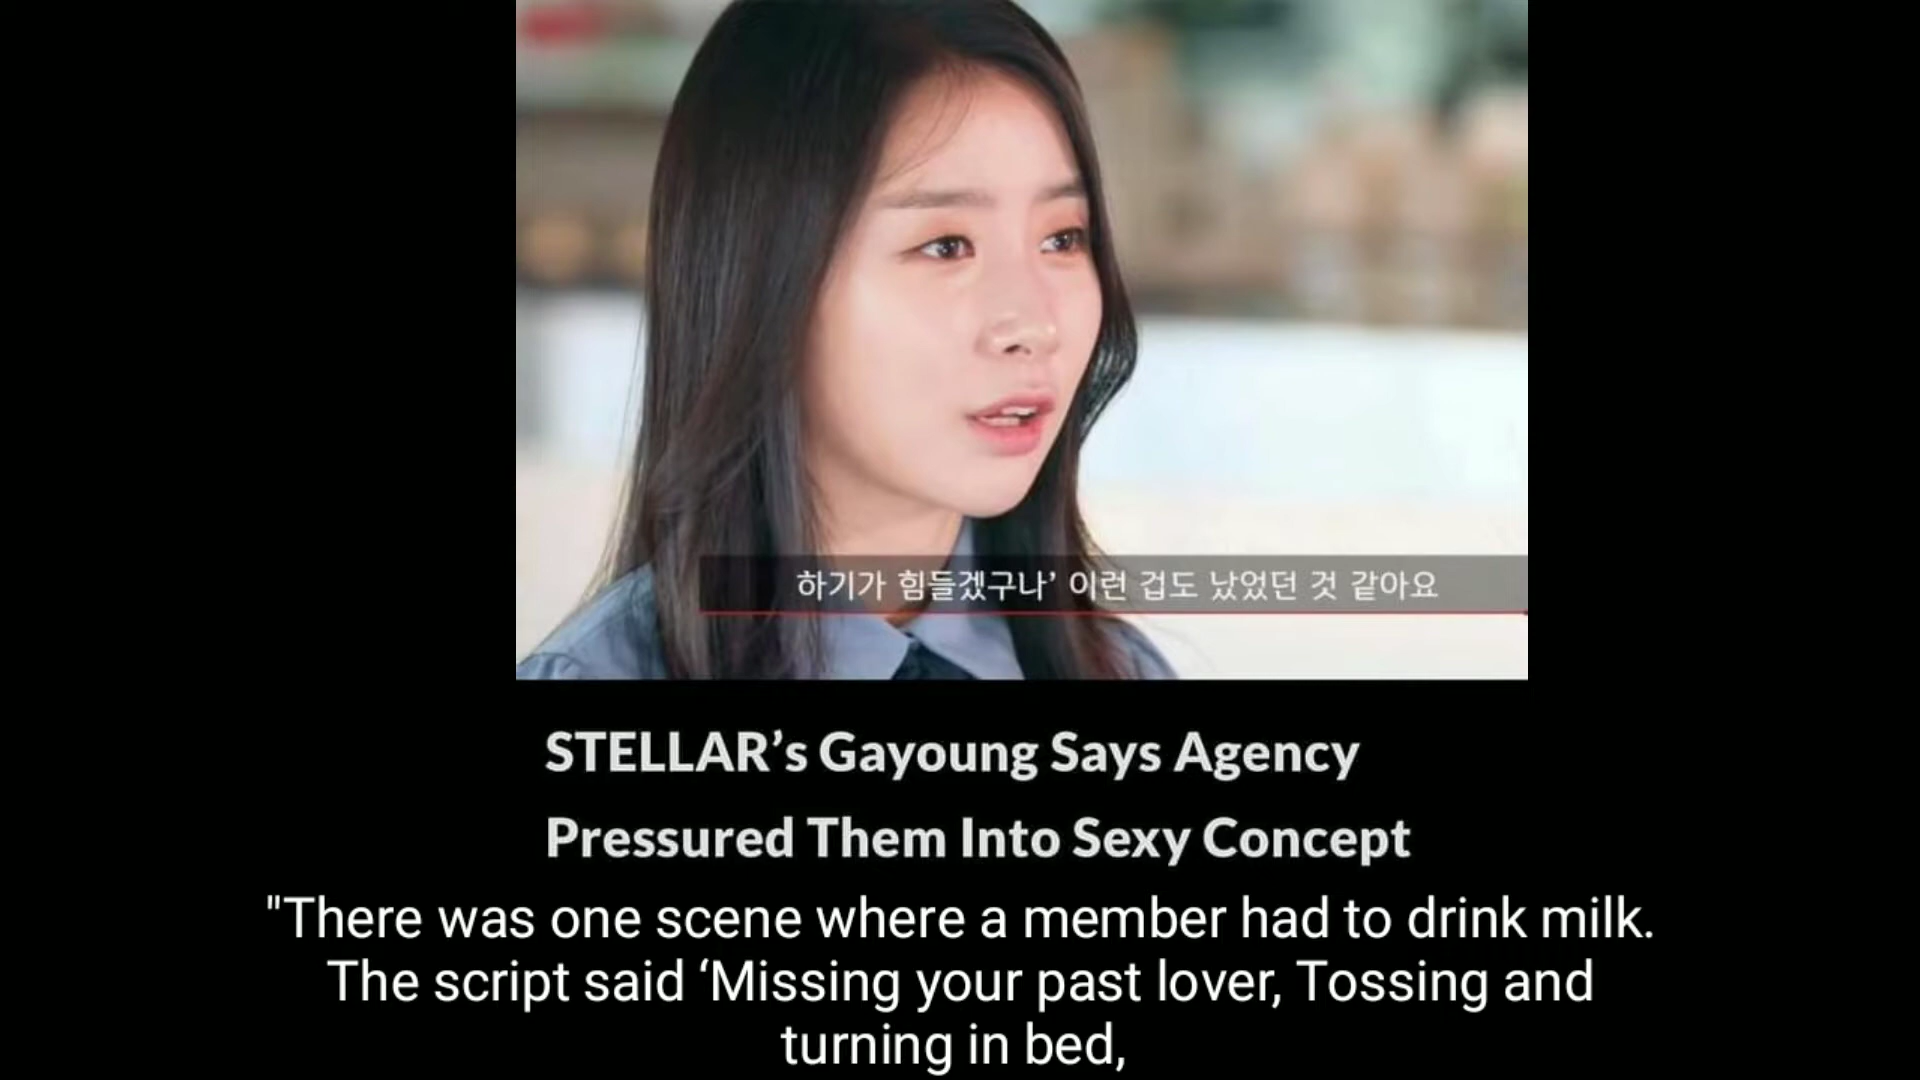 하기가 힘들겠구나’ 이런 겁도 났었던 것 같아요
STELLAR’s Gayoung Says Agency
Pressured Them Into Sexy Concept
"There was one scene where a member had to drink milk.
The script said ‘Missing your past lover, Tossing and
turning in bed,